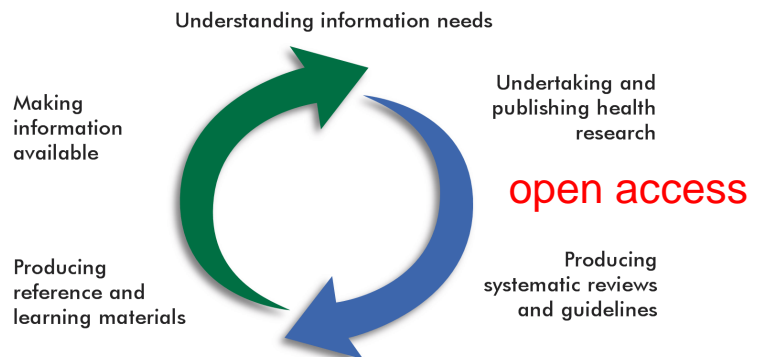 Understanding information needs
Undertaking and
publishing health
research
open access
Producing
systematic reviews
and guidelines
Producing
reference and
learning materials
Making
information
available